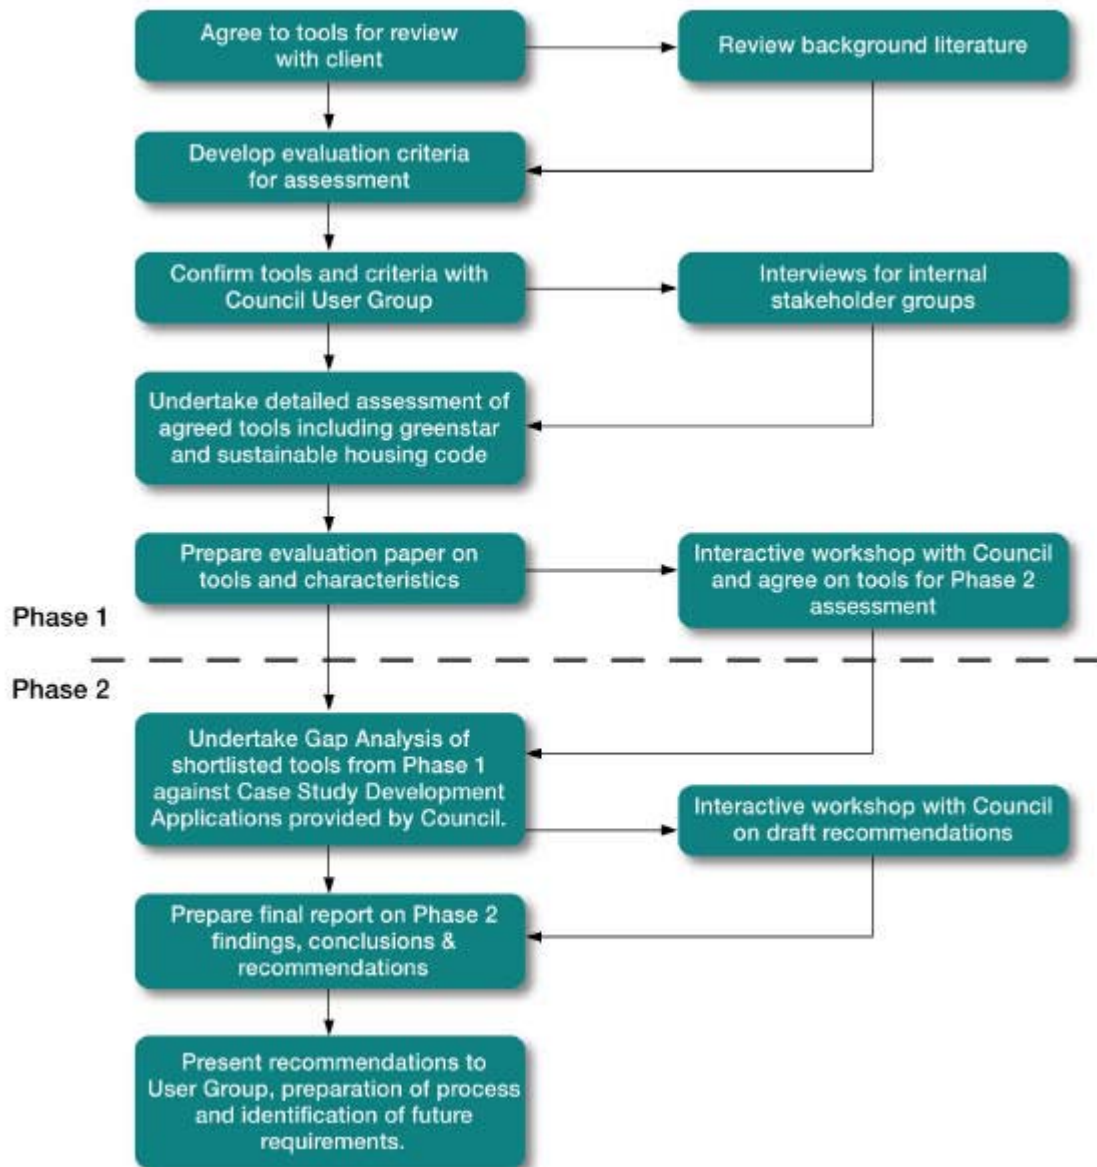 Agree to tools for review
with client
Review background literature
Develop evaluation criteria
for assessment
Confirm tools and criteria with
Council User Group
Interviews for internal
stakeholder groups
Undertake detailed assessment of
agreed tools including greenstar
and sustainable housing code
Prepare evaluation paper on
tools and characteristics
Interactive workshop with Council
and agree on tools for Phase 2
assessment
Phase 1
Phase 2
Undertake Gap Analysis of
shortlisted tools from Phase 1
against Case Study Development
Applications provided by Council.
Interactive workshop with Council
on draft recommendations
Prepare final report on Phase 2
findings, conclusions &
recommendations
Present recommendations to
User Group, preparation of process
and identification of future
requirements.